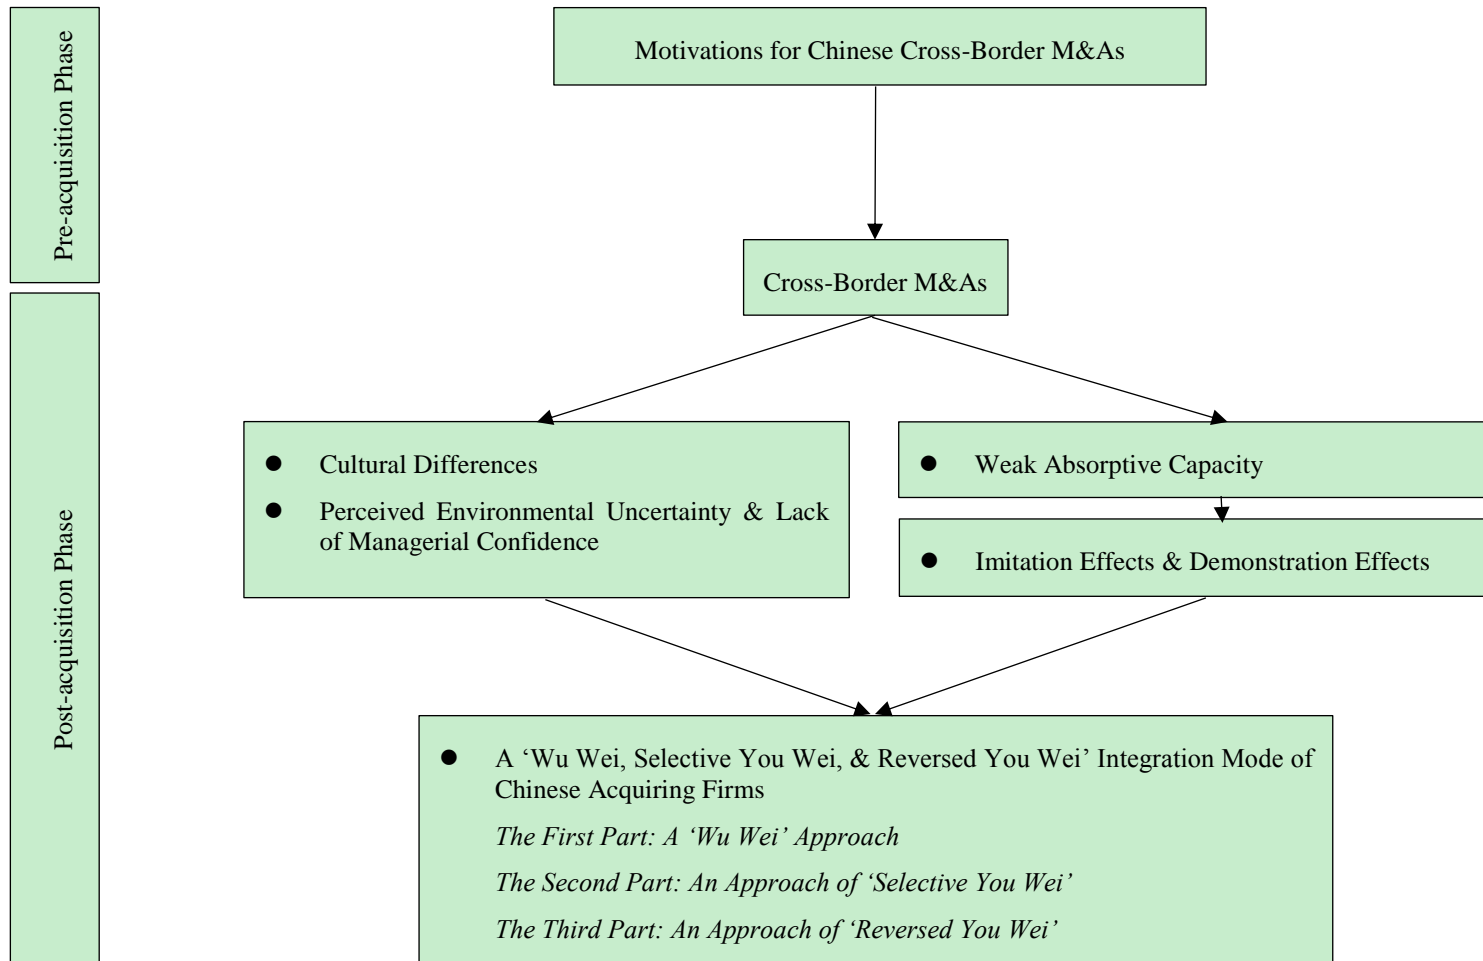 Pre-acquisition Phase
Motivations for Chinese Cross-Border M&As
Cross-Border M&As
Post-acquisition Phase
● Cultural Differences
● Perceived Environmental Uncertainty & Lack
of Managerial Confidence
● Weak Absorptive Capacity
● Imitation Effects & Demonstration Effects
● A ‘Wu Wei, Selective You Wei, & Reversed You Wei’ Integration Mode of
Chinese Acquiring Firms
The First Part: A ‘Wu Wei’ Approach
The Second Part: An Approach of ‘Selective You Wei’
The Third Part: An Approach of ‘Reversed You Wei’